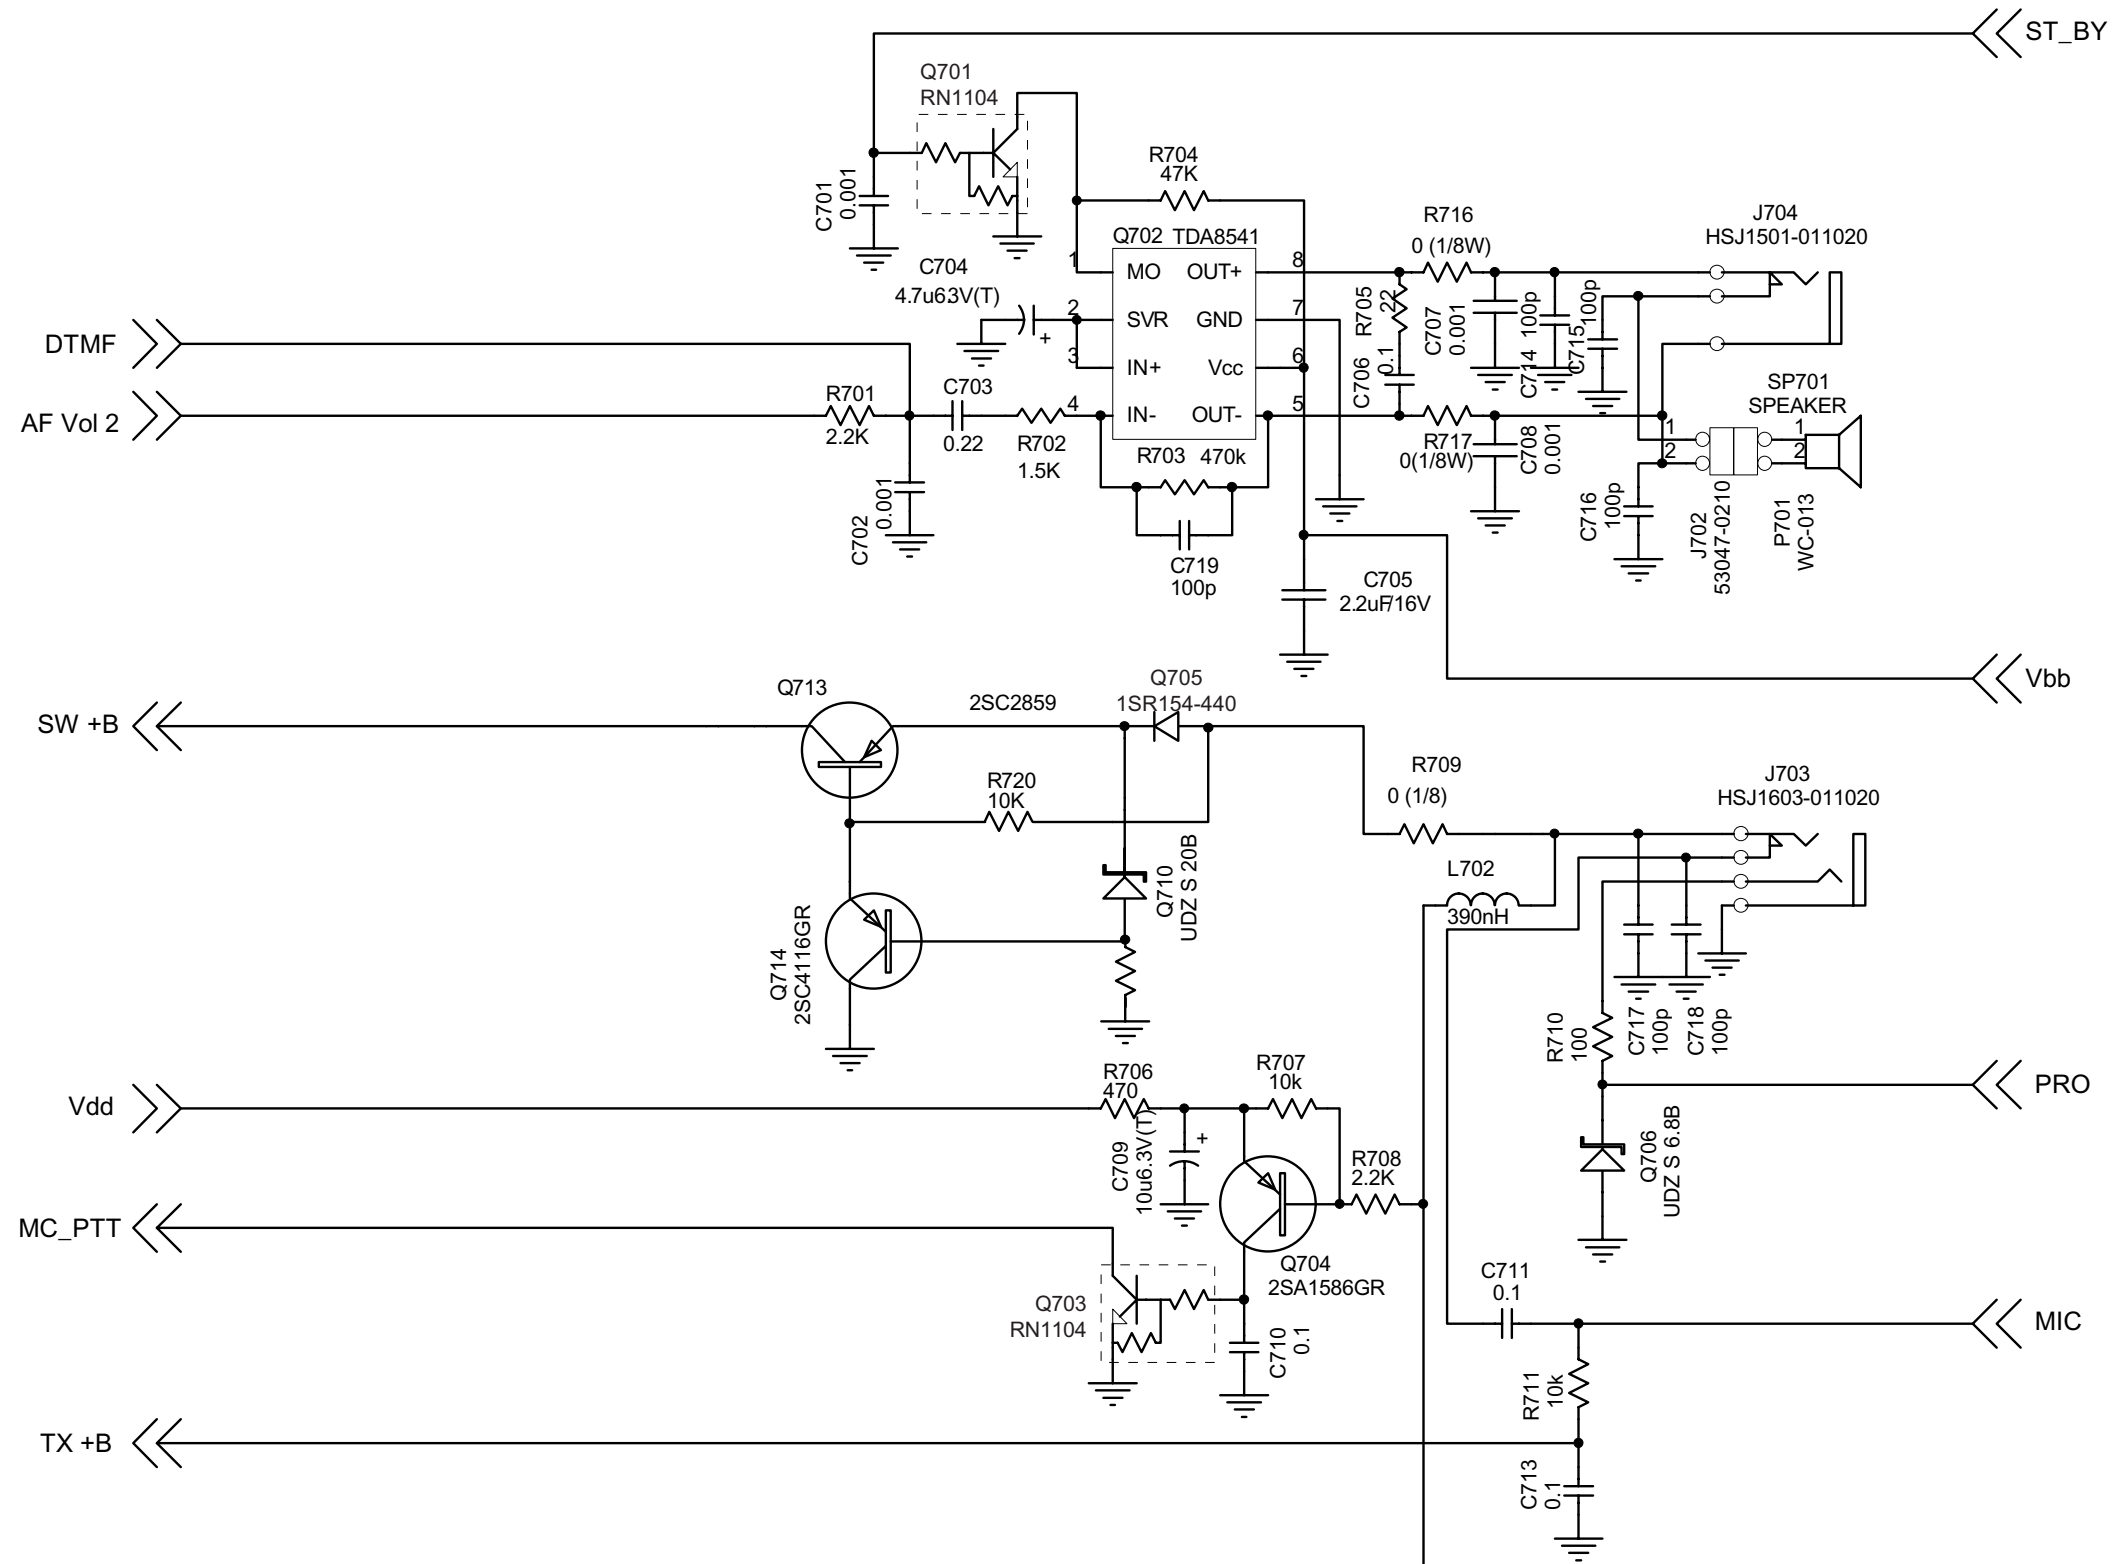 ST_BY
Q701
RN1104
C701
0.001
R704
47K
Q702 TDA8541
C704
4.7u6.3V(T)
+
1
2
3
4
MO
SVR
IN+
IN-
OUT+
GND
Vcc
OUT-
8
7
6
5
DTMF
AF Vol 2
R701
2.2K
C703
0.22
R702
1.5K
C702
0.001
R703 470k
C719
100p
R705
22
C706
0.1
R716
0 (1/8W)
C707
0.001
C714
100p
C715
100p
R717
0(1/8W)
C708
0.001
J704
HSJ1501-011020
SP701
SPEAKER
1
2
1
2
C716
100p
J702
53047-0210
P701
WC-013
C705
2.2uF/16V
Vbb
SW +B
Q713
2SC2859
Q705
1SR154-440
R720
10K
Q710
UDZ S 20B
Q714
2SC4116GR
R709
0 (1/8)
L702
390nH
J703
HSJ1603-011020
R710
100
C717
100p
C718
100p
PRO
Q706
UDZ S 6.8B
Vdd
R706
470
C709
10u6.3V(T)
+
R707
10k
R708
2.2K
MC_PTT
Q704
2SA1586GR
Q703
RN1104
C710
0.1
C711
0.1
MIC
R711
10k
TX +B
C713
0.1